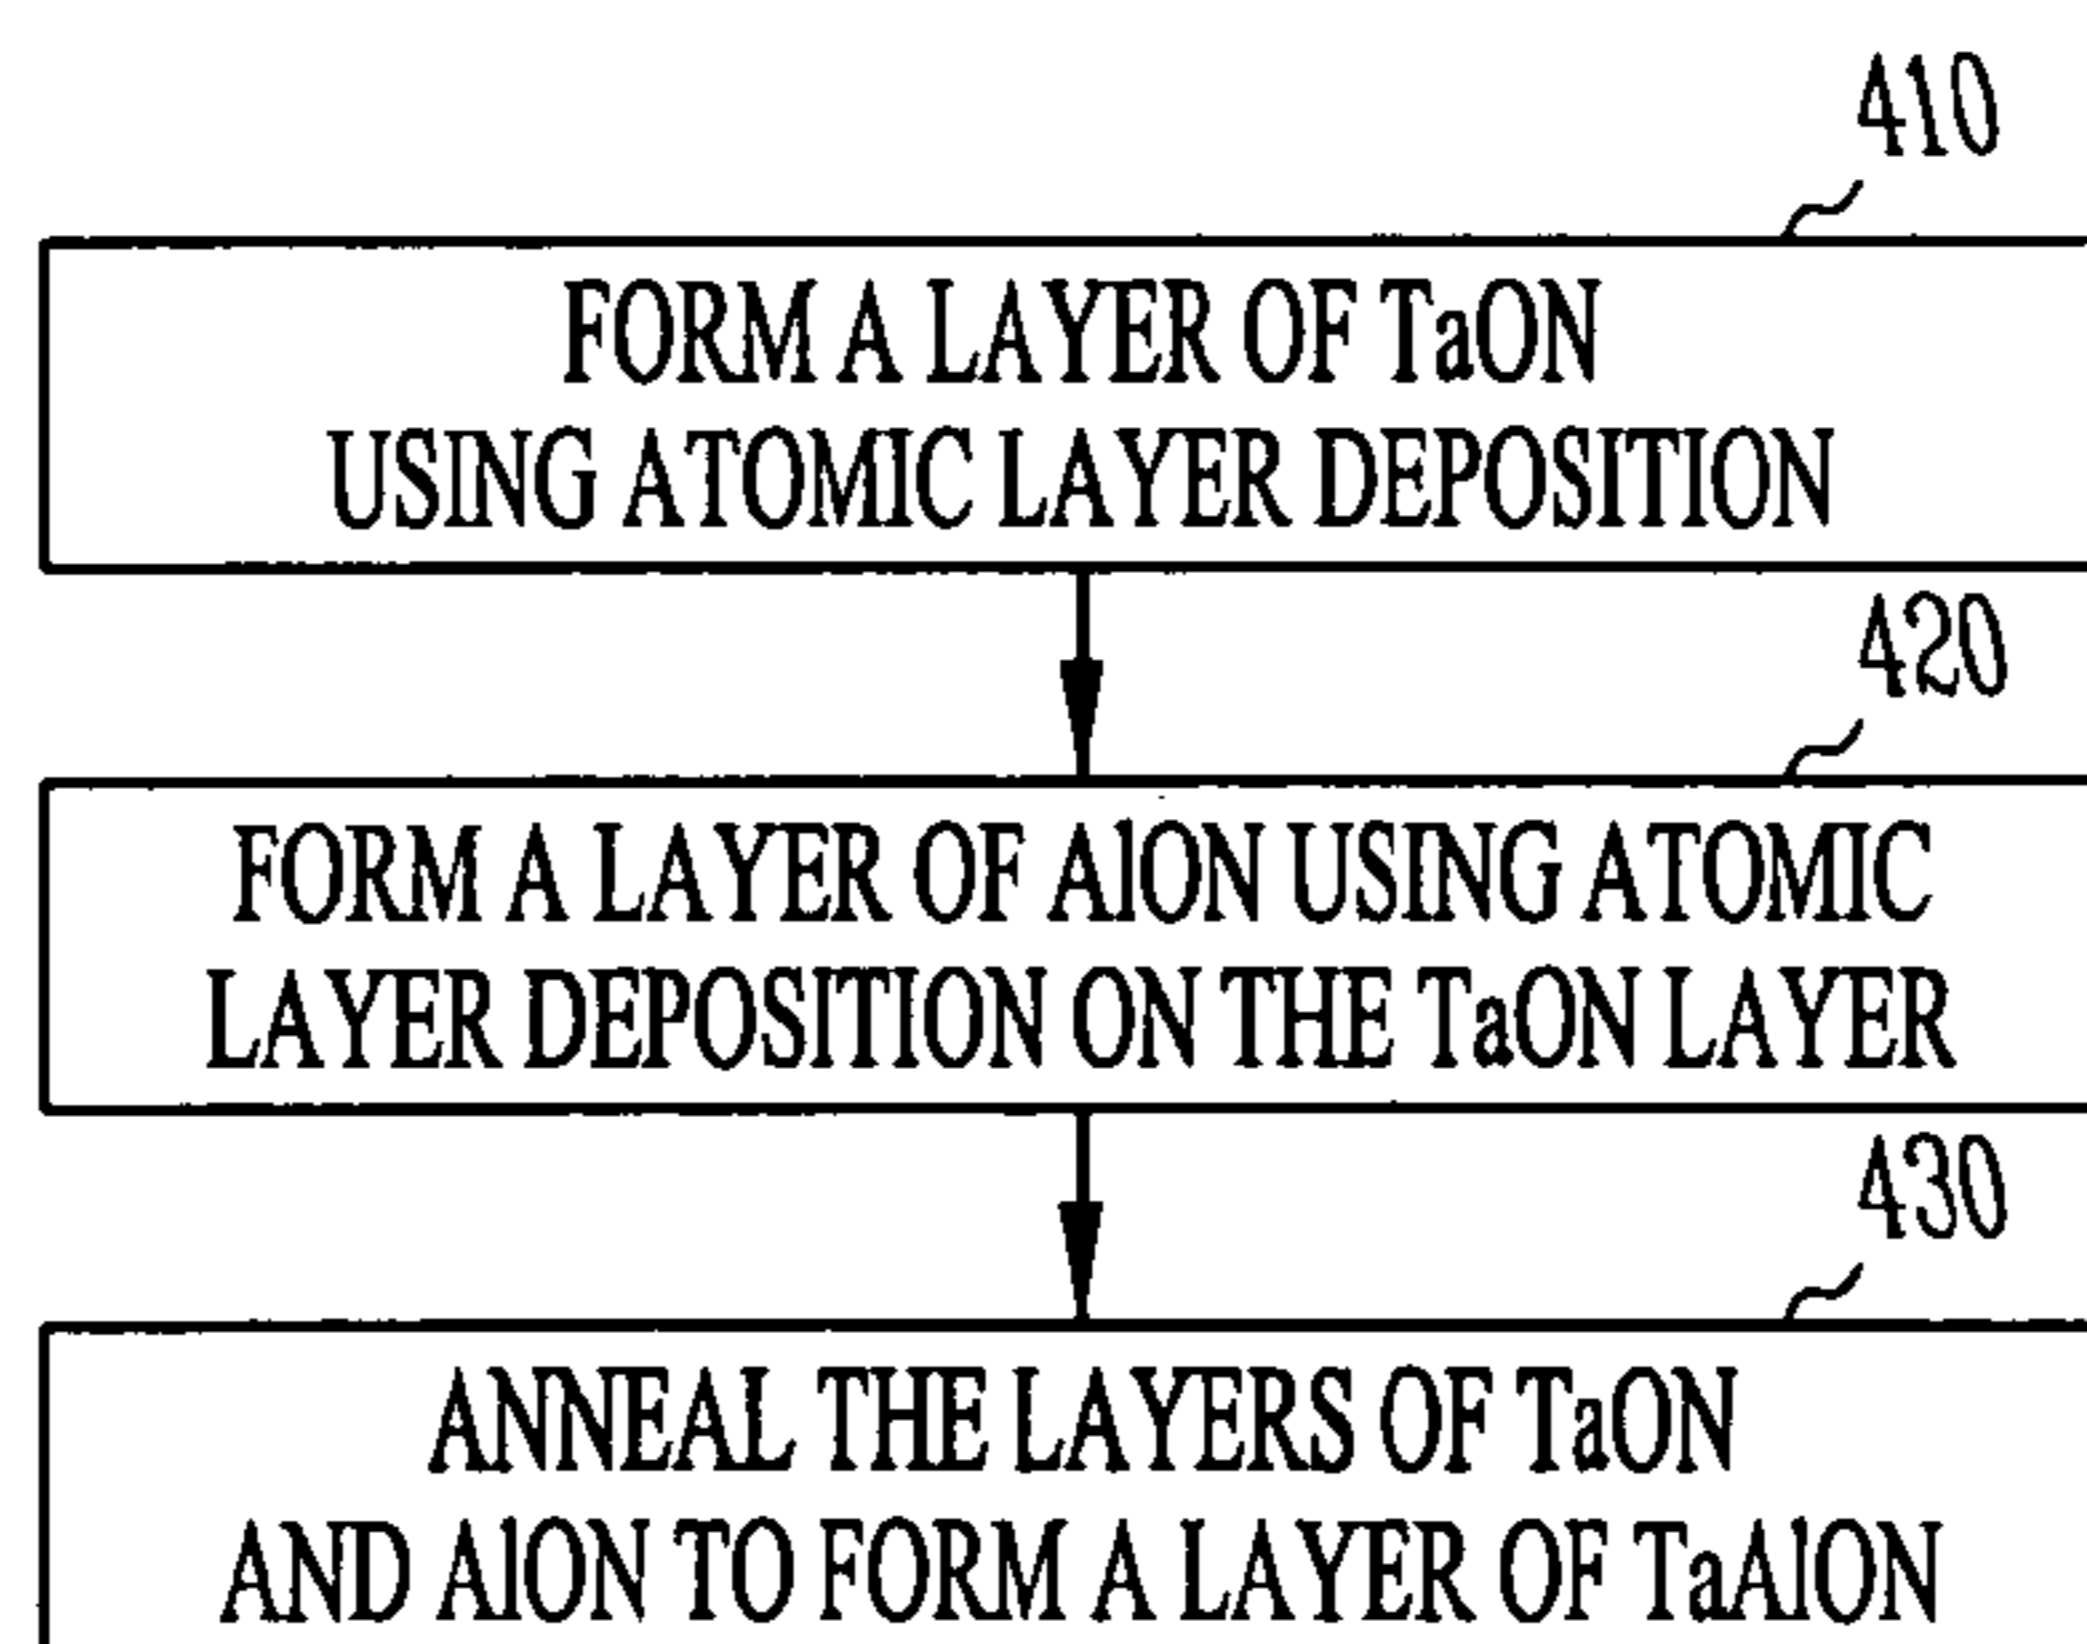 410
FORM A LAYER OF TaON
USING ATOMIC LAYER DEPOSITION
420
FORM A LAYER OF AlON USING ATOMIC
LAYER DEPOSITION ON THE TaON LAYER
430
ANNEAL THE LAYERS OF TaON
AND AlON TO FORM A LAYER OF TaAlON